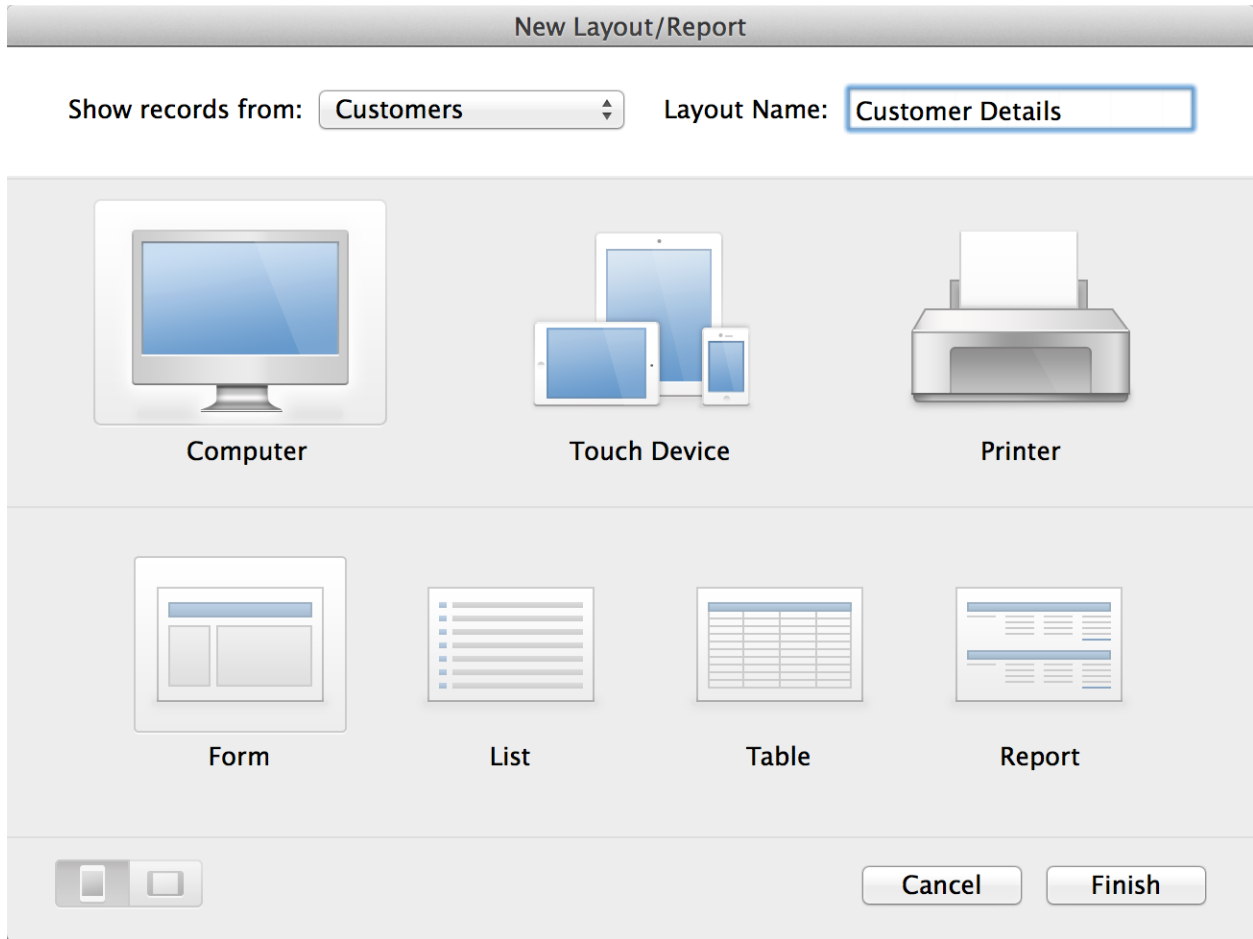 New Layout/Report
Show records from: Customers Layout Name: Customer Details
Computer Touch Device Printer
Form List Table Report
Cancel Finish